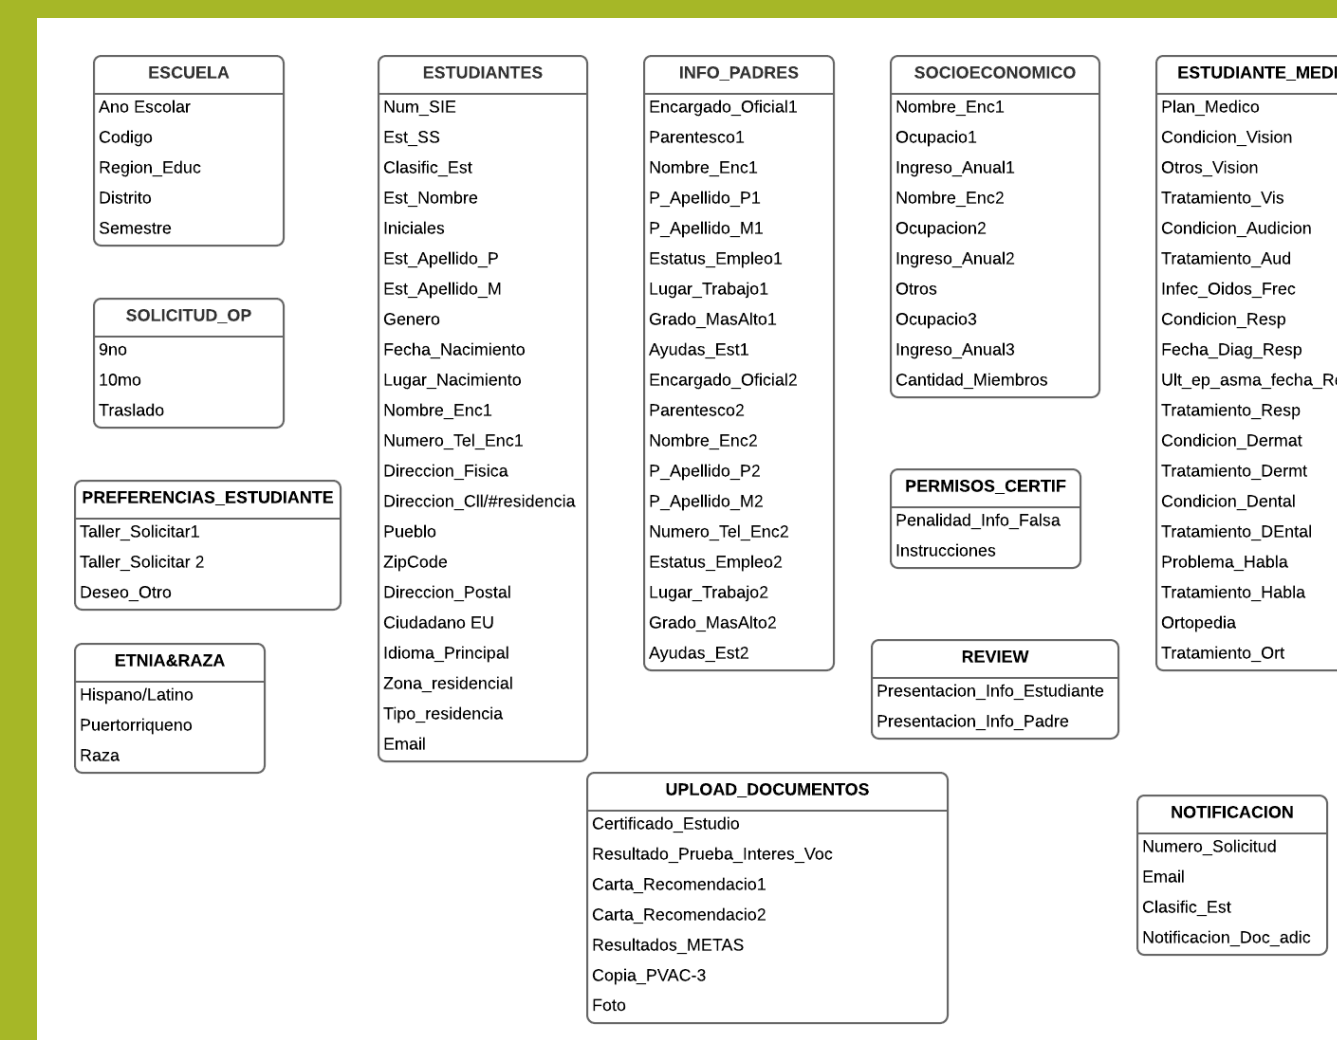 ESCUELA
Ano Escolar
Codigo
Region_Educ
Distrito
Semestre
SOLICITUD_OP
9no
10mo
Traslado
PREFERENCIAS_ESTUDIANTE
Taller_Solicitar1
Taller_Solicitar 2
Deseo_Otro
ETNIA&RAZA
Hispano/Latino
Puertorriqueno
Raza
ESTUDIANTES
Num_SIE
Est_SS
Clasific_Est
Est_Nombre
Iniciales
Est_Apellido_P
Est_Apellido_M
Genero
Fecha_Nacimiento
Lugar_Nacimiento
Nombre_Enc1
Numero_Tel_Enc1
Direccion_Fisica
Direccion_Cll/#residencia
Pueblo
ZipCode
Direccion_Postal
Ciudadano EU
Idioma_Principal
Zona_residencial
Tipo_residencia
Email
INFO_PADRES
Encargado_Oficial1
Parentesco1
Nombre_Enc1
P_Apellido_P1
P_Apellido_M1
Estatus_Empleo1
Lugar_Trabajo1
Grado_MasAlto1
Ayudas_Est1
Encargado_Oficial2
Parentesco2
Nombre_Enc2
P_Apellido_P2
P_Apellido_M2
Numero_Tel_Enc2
Estatus_Empleo2
Lugar_Trabajo2
Grado_MasAlto2
Ayudas_Est2
UPLOAD_DOCUMENTOS
Certificado_Estudio
Resultado_Prueba_Interes_Voc
Carta_Recomendacio1
Carta_Recomendacio2
Resultados_METAS
Copia_PVAC-3
Foto
SOCIOECONOMICO
Nombre_Enc1
Ocupacio1
Ingreso_Anual1
Nombre_Enc2
Ocupacion2
Ingreso_Anual2
Otros
Ocupacio3
Ingreso_Anual3
Cantidad_Miembros
PERMISOS_CERTIF
Penalidad_Info_Falsa
Instrucciones
REVIEW
Presentacion_Info_Estudiante
Presentacion_Info_Padre
ESTUDIANTE_MEDI
Plan_Medico
Condicion_Vision
Otros_Vision
Tratamiento_Vis
Condicion_Audicion
Tratamiento_Aud
Infec_Oidos_Frec
Condicion_Resp
Fecha_Diag_Resp
Ult_ep_asma_fecha_Re
Tratamiento_Resp
Condicion_Dermat
Tratamiento_Dermt
Condicion_Dental
Tratamiento_DEntal
Problema_Habla
Tratamiento_Habla
Ortopedia
Tratamiento_Ort
NOTIFICACION
Numero_Solicitud
Email
Clasific_Est
Notificacion_Doc_adic